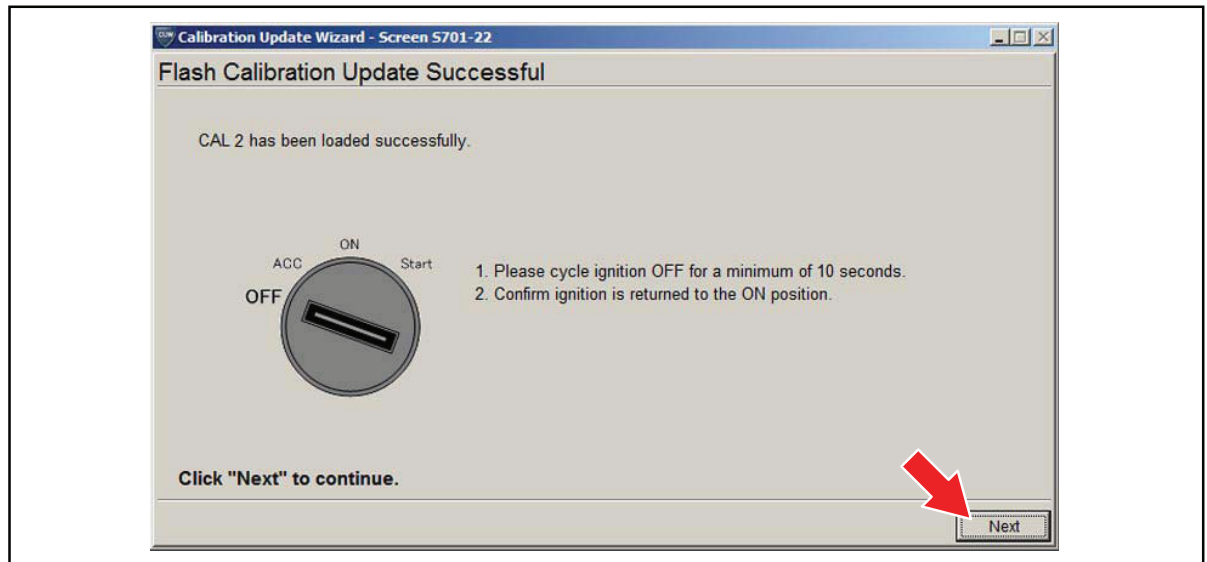 CUW Calibration Update Wizard - Screen S701-22
Flash Calibration Update Successful
CAL 2 has been loaded successfully.
ON
ACC
Start
OFF
1. Please cycle ignition OFF for a minimum of 10 seconds.
2. Confirm ignition is returned to the ON position.
Click "Next" to continue.
Next